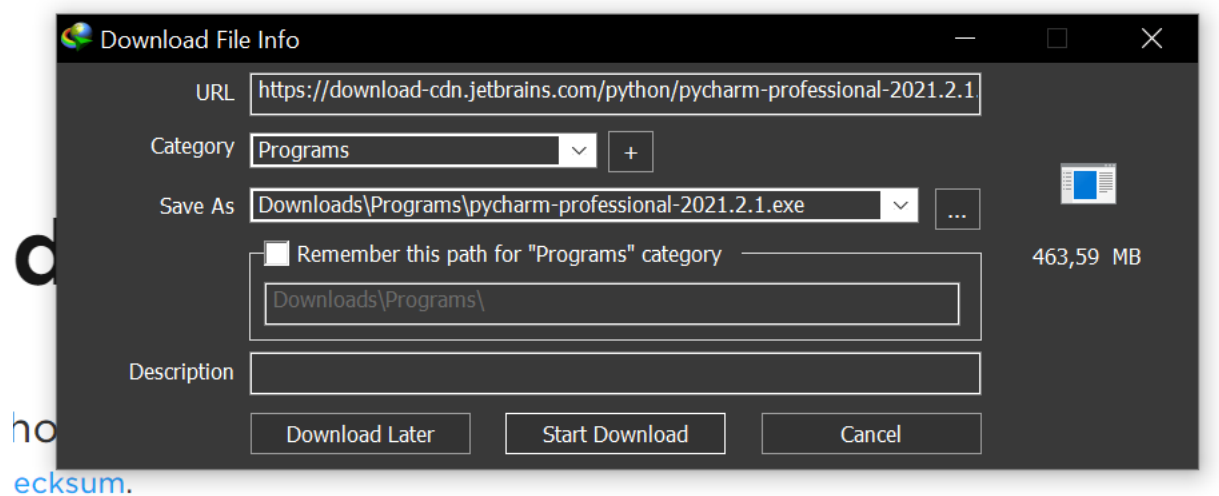 Download File Info
URL https://download-cdn.jetbrains.com/python/pycharm-professional-2021.2.1.
Category Programs +
Save As Downloads\Programs\pycharm-professional-2021.2.1.exe ...
Remember this path for "Programs" category
463,59 MB
Downloads\Programs\
Description
Download Later Start Download Cancel
d
ho
ecksum.